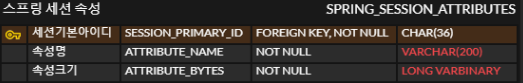 스프링 세션 속성 SPRING_SESSION_ATTRIBUTES
세션기본아이디 SESSION_PRIMARY_ID FOREIGN KEY, NOT NULL CHAR(36)
속성명 ATTRIBUTE_NAME NOT NULL VARCHAR(200)
속성크기 ATTRIBUTE_BYTES NOT NULL LONG VARBINARY